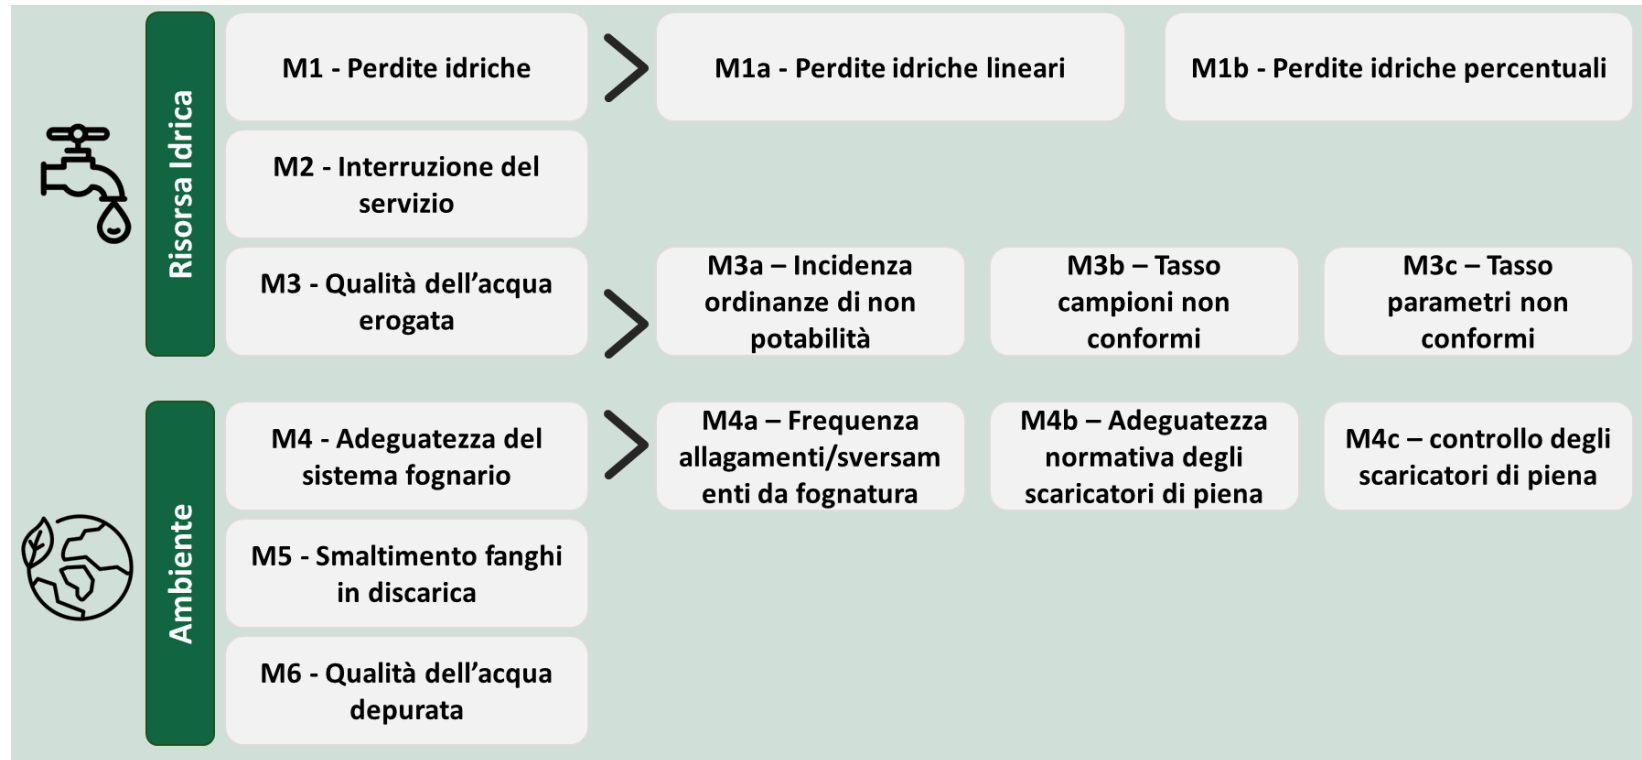 Risorsa Idrica
M1 - Perdite idriche
M1a - Perdite idriche lineari
M1b - Perdite idriche percentuali
M2 - Interruzione del
servizio
M3 - Qualità dell’acqua
erogata
M3a – Incidenza
ordinanze di non
potabilità
M3b – Tasso
campioni non
conformi
M3c – Tasso
parametri non
conformi
Ambiente
M4 - Adeguatezza del
sistema fognario
M4a – Frequenza
allagamenti/sversam
enti da fognatura
M4b – Adeguatezza
normativa degli
scaricatori di piena
M4c – controllo degli
scaricatori di piena
M5 - Smaltimento fanghi
in discarica
M6 - Qualità dell’acqua
depurata